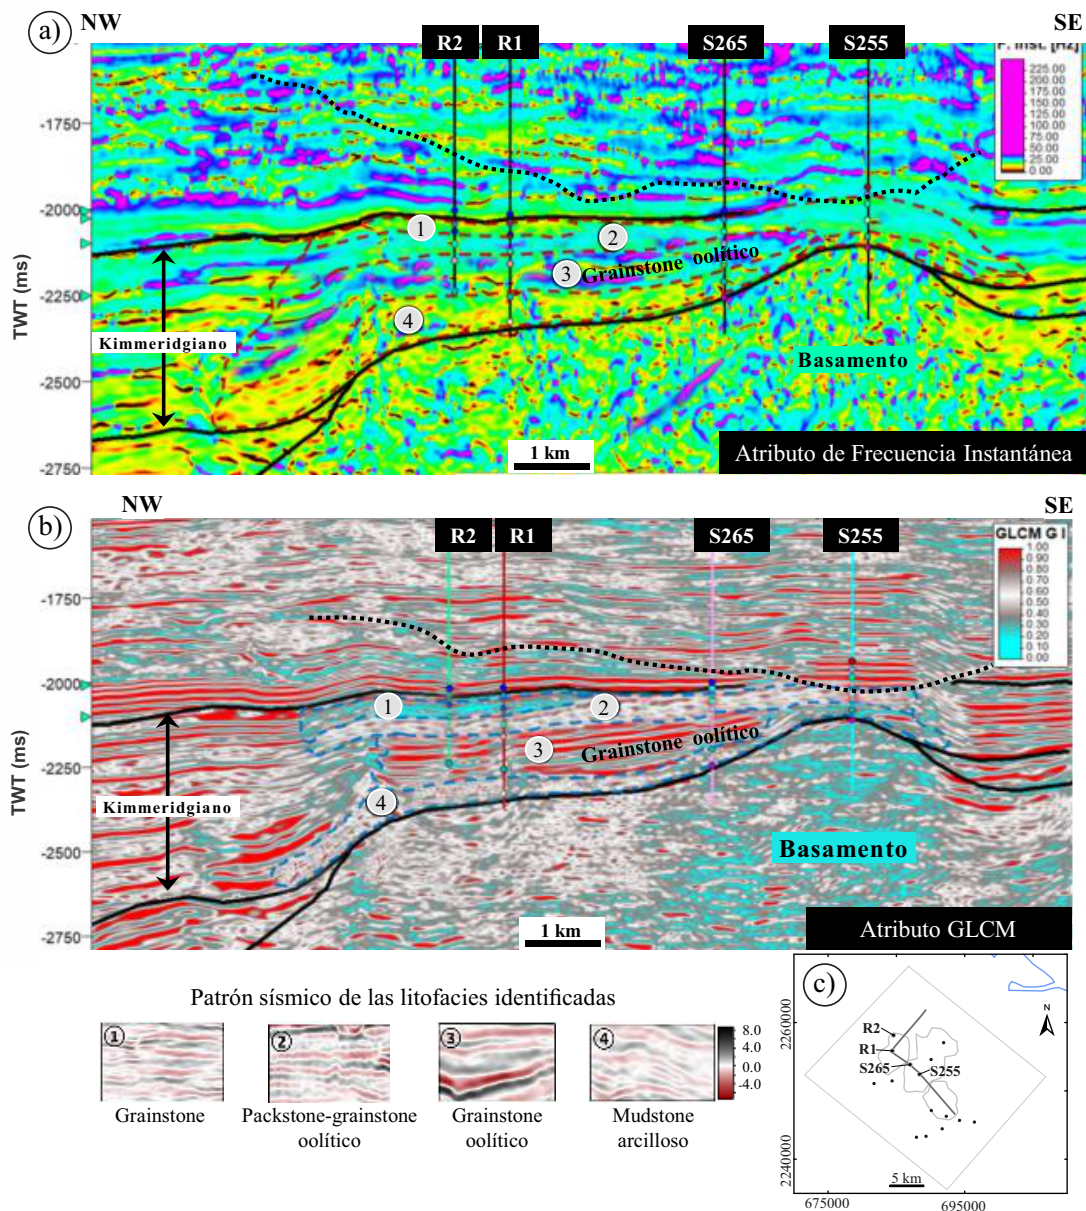 a)
NW
SE
R2
R1
S265
S255
F. Inst. [Hz]
225.00
200.00
175.00
150.00
125.00
100.00
75.00
50.00
25.00
0.00
-1750
-2000
-2250
-2500
-2750
TWT (ms)
1
2
3
Grainstone oolítico
4
Kimmeridgiano
Basamento
1 km
Atributo de Frecuencia Instantánea
b)
NW
SE
R2
R1
S265
S255
GLCM G I
1.00
0.90
0.80
0.70
0.60
0.50
0.40
0.30
0.20
0.10
0.00
-1750
-2000
-2250
-2500
-2750
TWT (ms)
1
2
3
Grainstone oolítico
4
Kimmeridgiano
Basamento
1 km
Atributo GLCM
Patrón sísmico de las litofacies identificadas
1
2
3
4
8.0
4.0
0.0
-4.0
Grainstone
Packstone-grainstone
oolítico
Grainstone
oolítico
Mudstone
arcilloso
c)
N
R2
R1
S265
S255
5 km
2260000
2240000
675000
695000